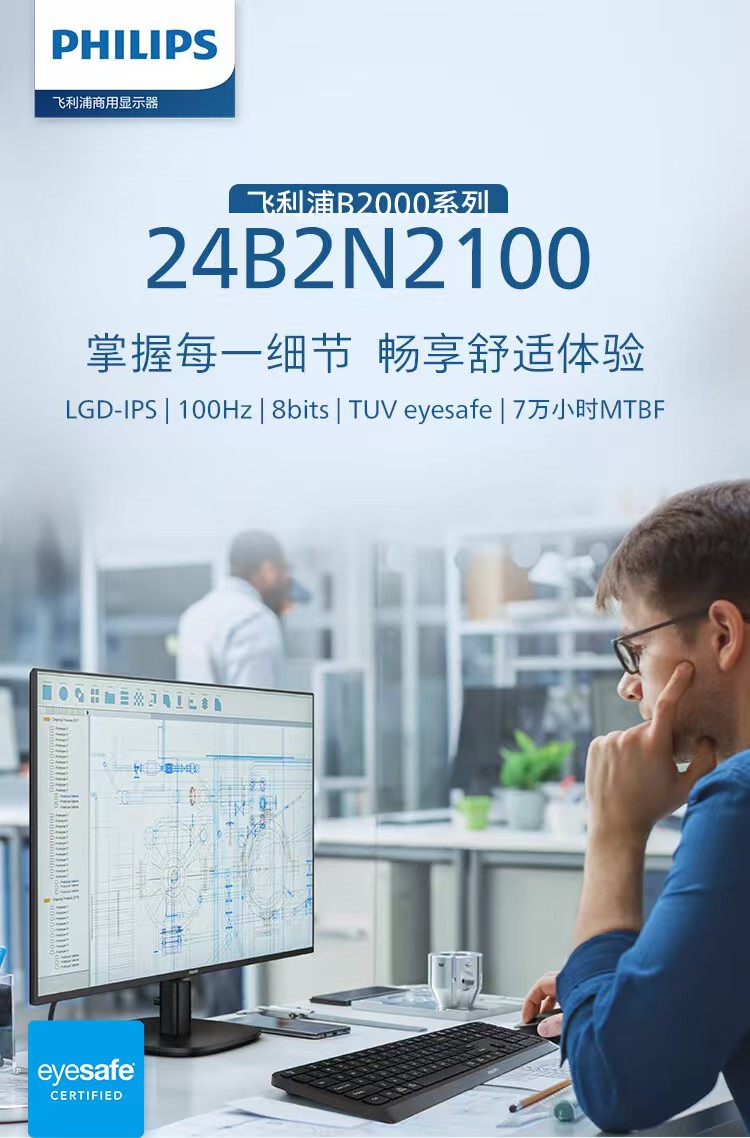 PHILIPS
飞利浦商用显示器
飞利浦B2000系列
24B2N2100
掌握每一细节 畅享舒适体验
LGD-IPS | 100Hz | 8bits | TUV eyesafe | 7万小时MTBF
eyesafe
CERTIFIED